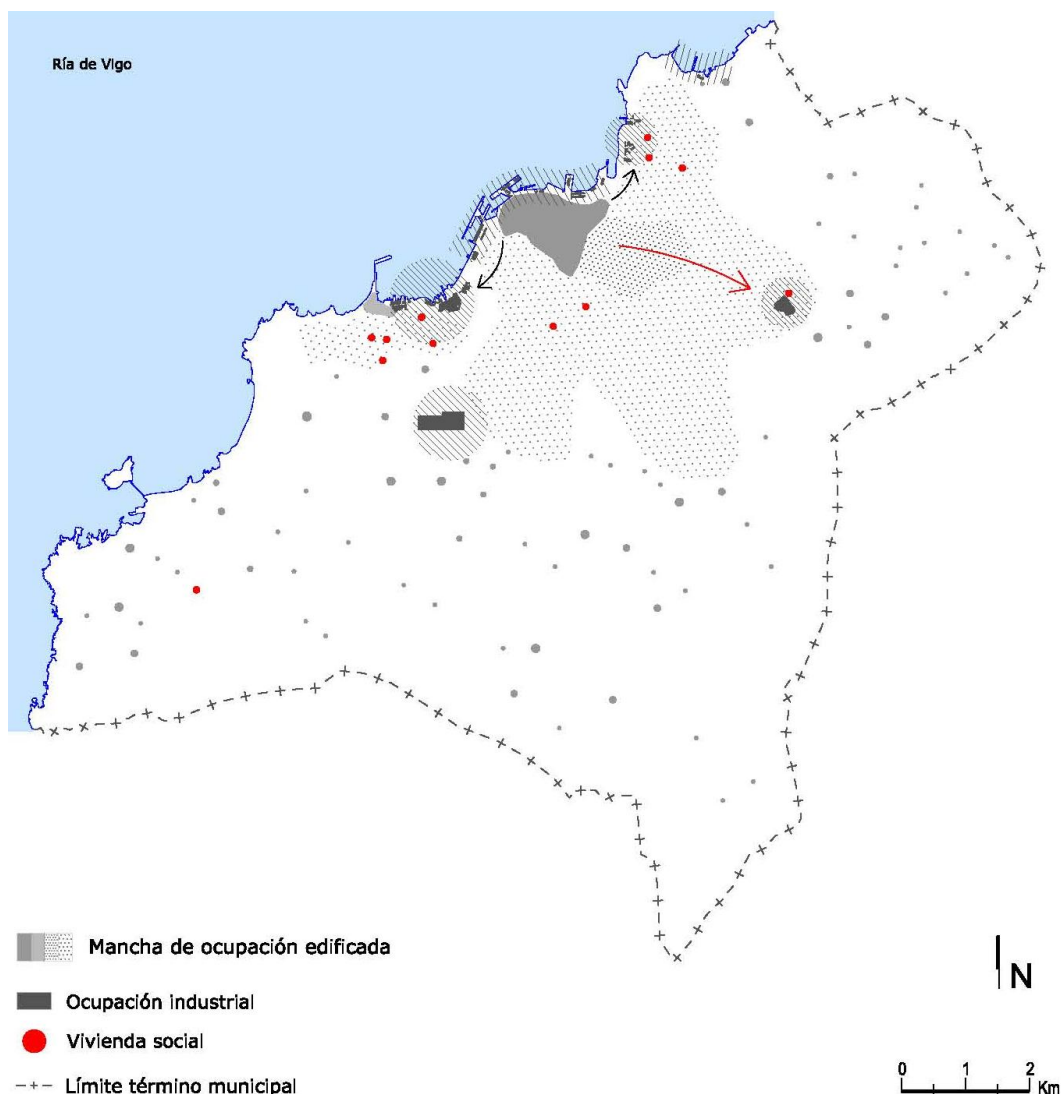 Ría de Vigo
Mancha de ocupación edificada
Ocupación industrial
Vivienda social
Límite término municipal
N
0 1 2
Km